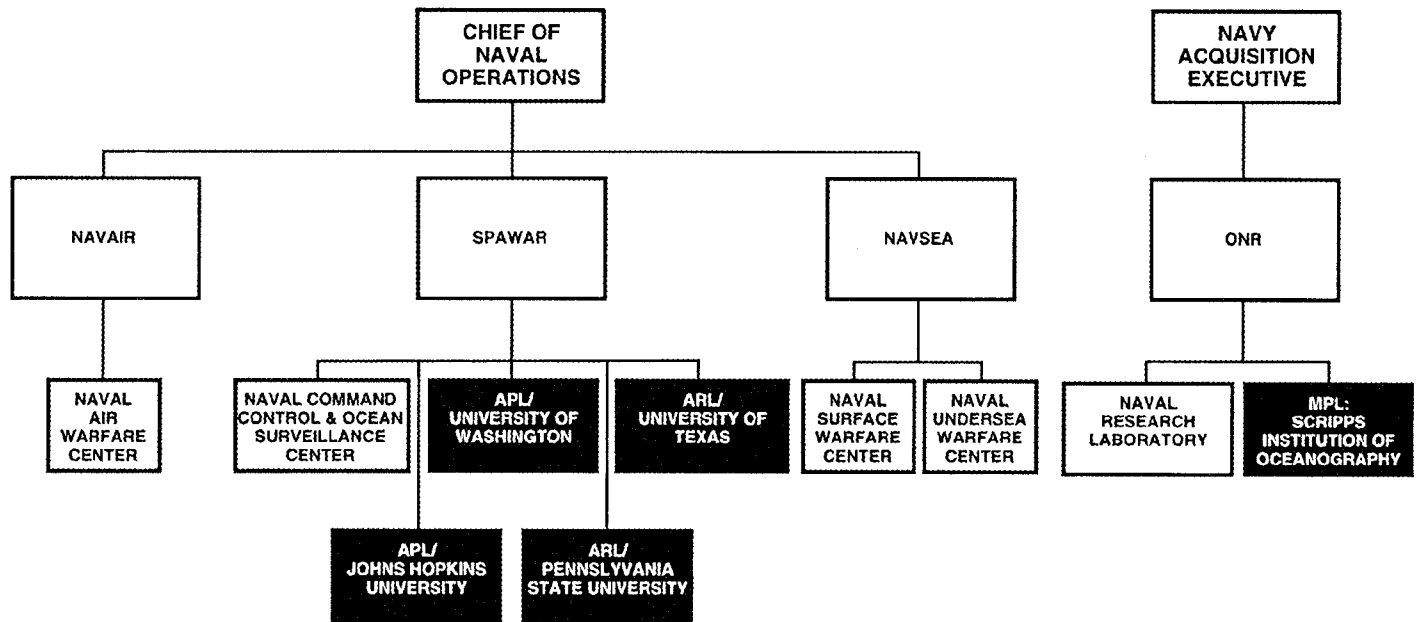 CHIEF OF
NAVAL
OPERATIONS
NAVY
ACQUISITION
EXECUTIVE
NAVAIR
SPAWAR
NAVSEA
ONR
NAVAL
AIR
WARFARE
CENTER
NAVAL COMMAND
CONTROL & OCEAN
SURVEILLANCE
CENTER
APL/
UNIVERSITY OF
WASHINGTON
ARL/
UNIVERSITY OF
TEXAS
NAVAL
SURFACE
WARFARE
CENTER
NAVAL
UNDERSEA
WARFARE
CENTER
NAVAL
RESEARCH
LABORATORY
MPL:
SCRIPPS
INSTITUTION OF
OCEANOGRAPHY
APL/
JOHNS HOPKINS
UNIVERSITY
ARL/
PENNSLYVANIA
STATE UNIVERSITY